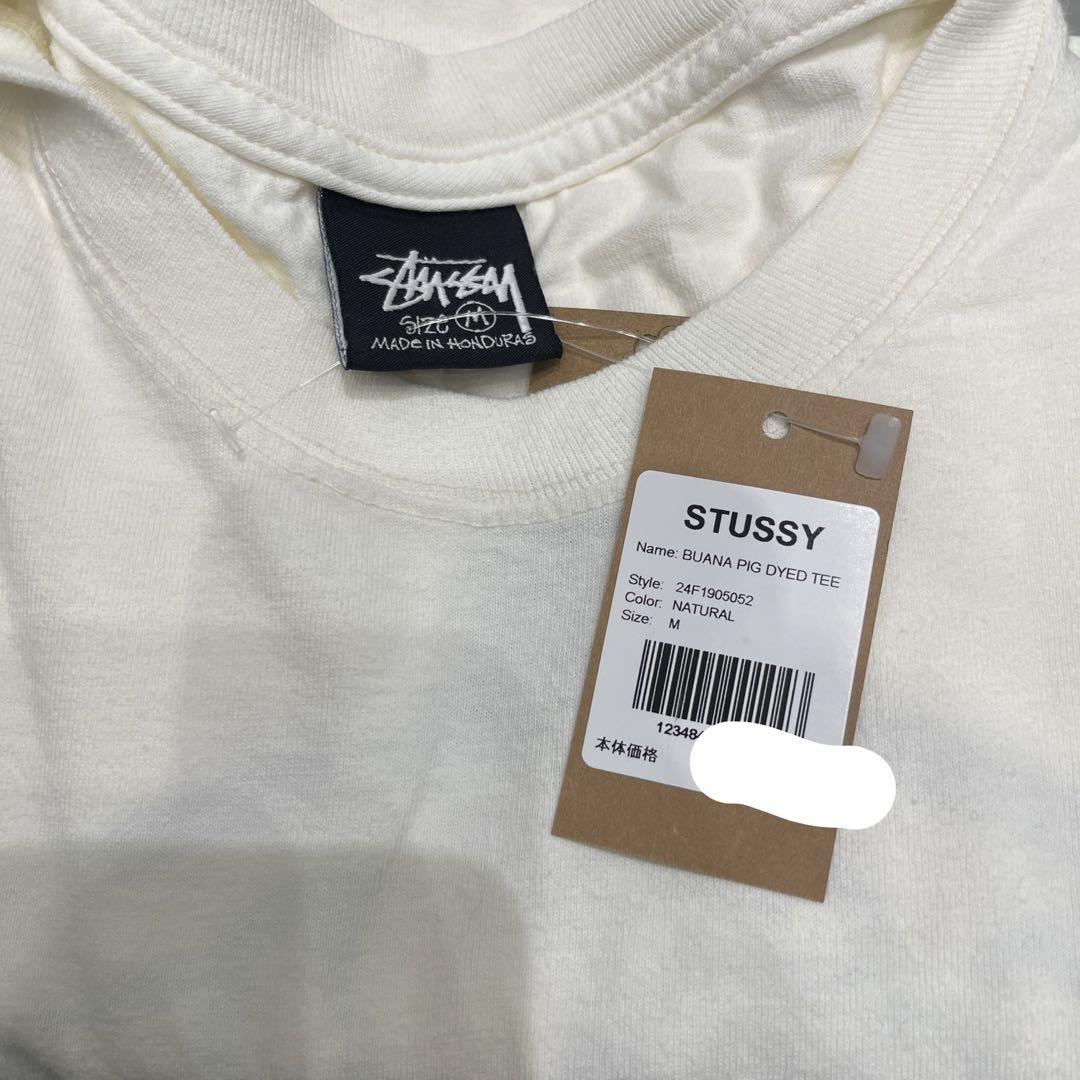 STÜSSY
SIZE M
MADE IN HONDURAS
STUSSY
Name: BUANA PIG DYED TEE
Style: 24F1905052
Color: NATURAL
Size: M
12348
本体価格